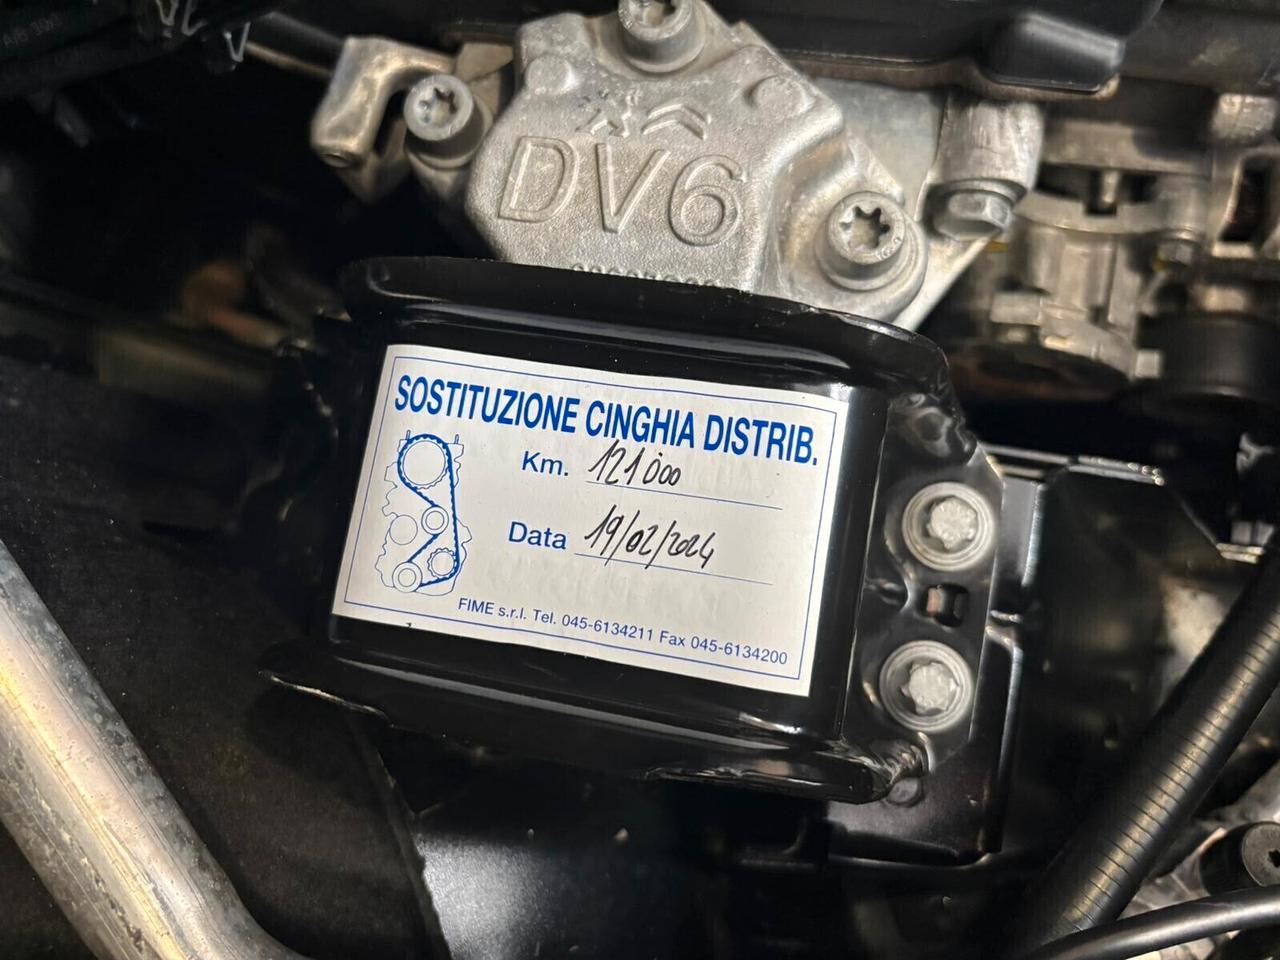 DV6
SOSTITUZIONE CINGHIA DISTRIB.
Km. 121000
Data 19/02/2024
FIME s.r.l. Tel. 045-6134211 Fax 045-6134200